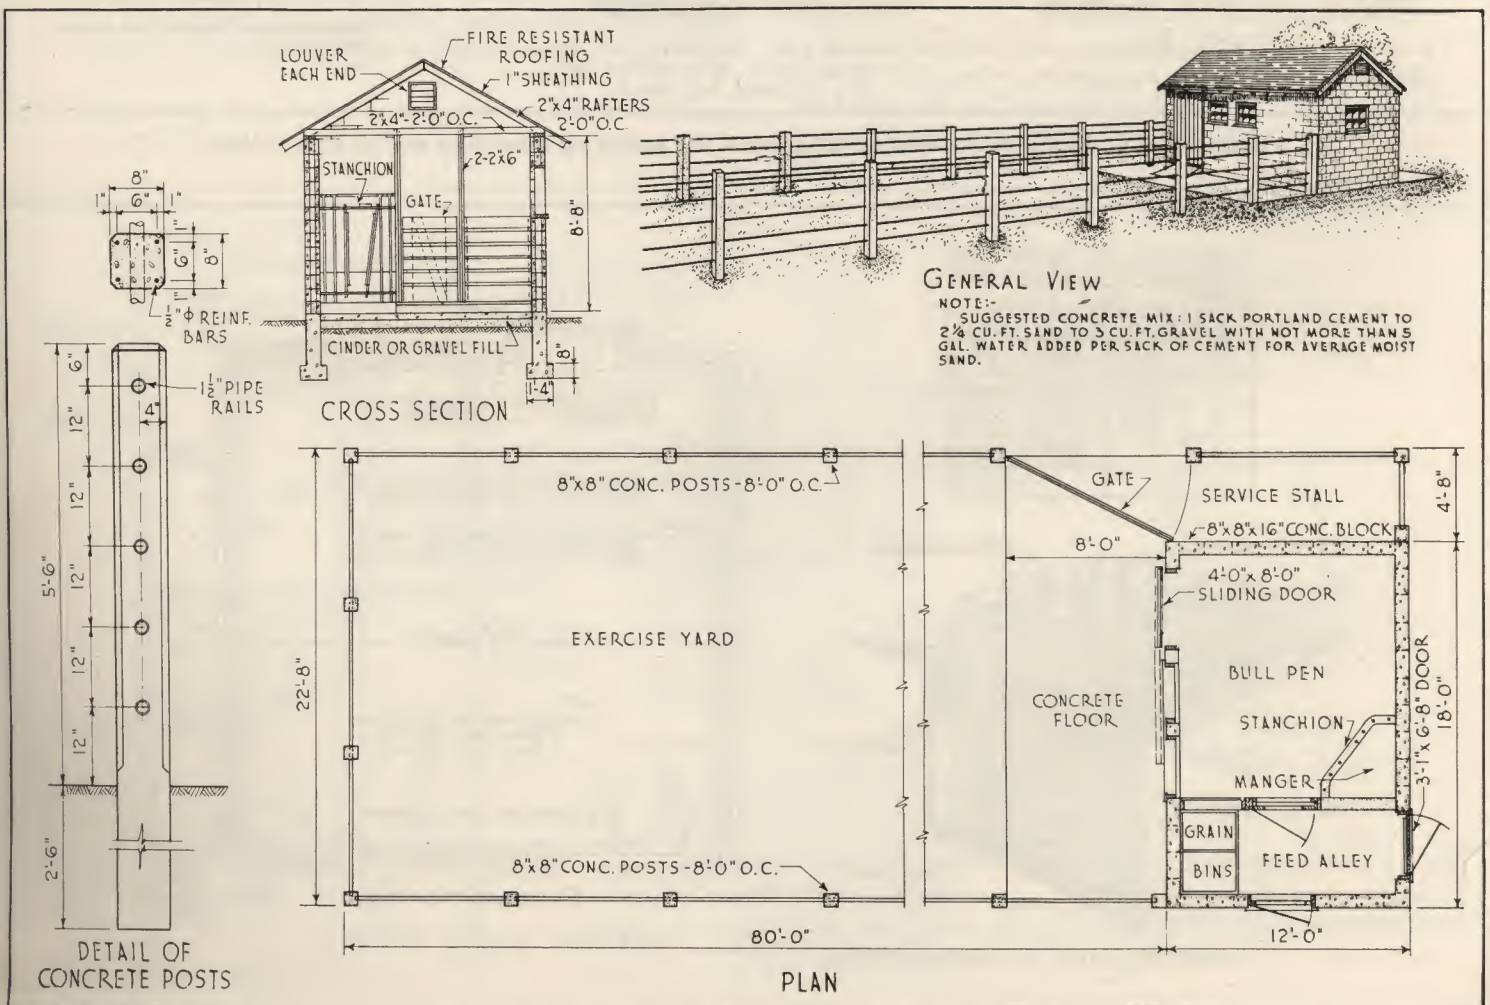 LOUVER
EACH END
FIRE RESISTANT
ROOFING
1" SHEATHING
2"x4" RAFTERS
2'-0" O.C.
2"x4"-2'-0" O.C.
STANCHION
2-2"x6"
GATE
8'-8"
CINDER OR GRAVEL FILL
8"
1'-4"
CROSS SECTION
8"
1" 6" 1"
1"
6"
8"
1"
1/2" ϕ REINF.
BARS
6"
1 1/2" PIPE
RAILS
4"
12"
12"
12"
12"
12"
5'-6"
2'-6"
DETAIL OF
CONCRETE POSTS
GENERAL VIEW
NOTE:-
SUGGESTED CONCRETE MIX: 1 SACK PORTLAND CEMENT TO
2 1/4 CU. FT. SAND TO 3 CU. FT. GRAVEL WITH NOT MORE THAN 5
GAL. WATER ADDED PER SACK OF CEMENT FOR AVERAGE MOIST
SAND.
8"x8" CONC. POSTS-8'-0" O.C.
GATE
SERVICE STALL
4'-8"
8"x8"x16" CONC. BLOCK
8'-0"
4'-0"x 8'-0"
SLIDING DOOR
EXERCISE YARD
22'-8"
CONCRETE
FLOOR
BULL PEN
STANCHION
MANGER
3'-1"x 6'-8" DOOR
18'-0"
GRAIN
BINS
FEED ALLEY
8"x8" CONC. POSTS-8'-0" O.C.
80'-0"
12'-0"
PLAN